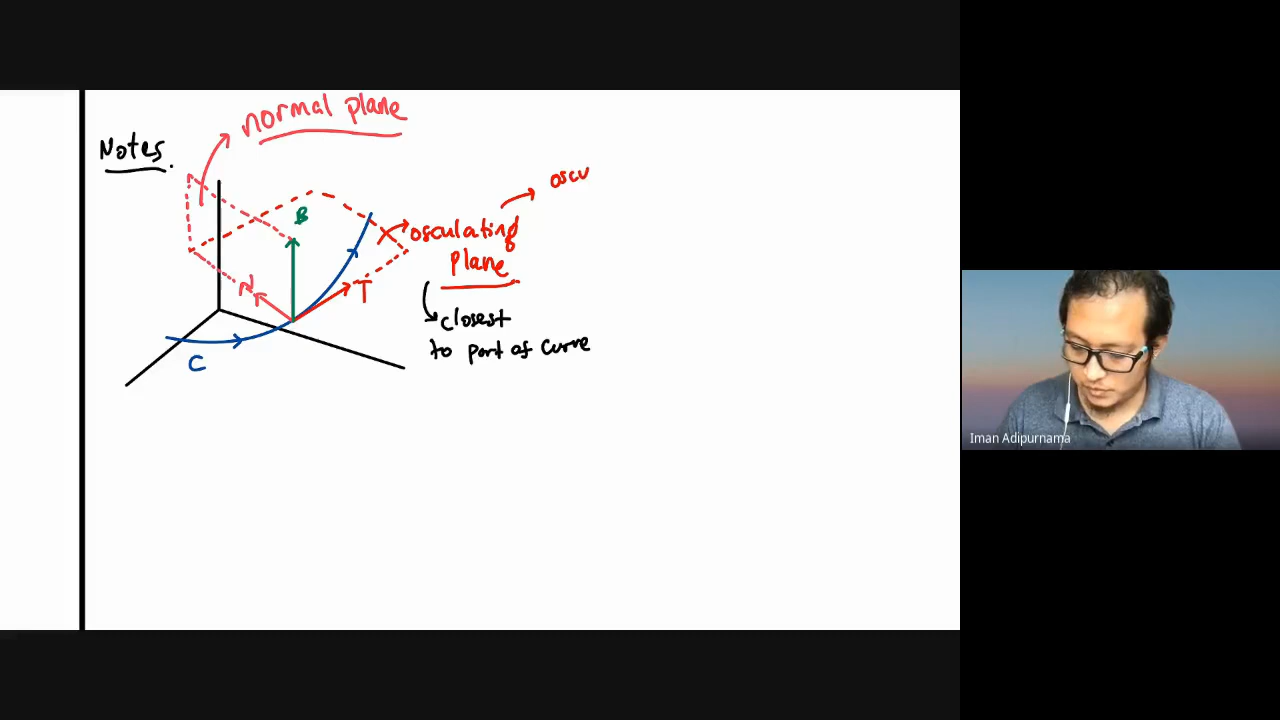 normal plane
Notes.
oscu
osculating
plane
B
N
T
closest
to part of curve
C
Iman Adipurnama